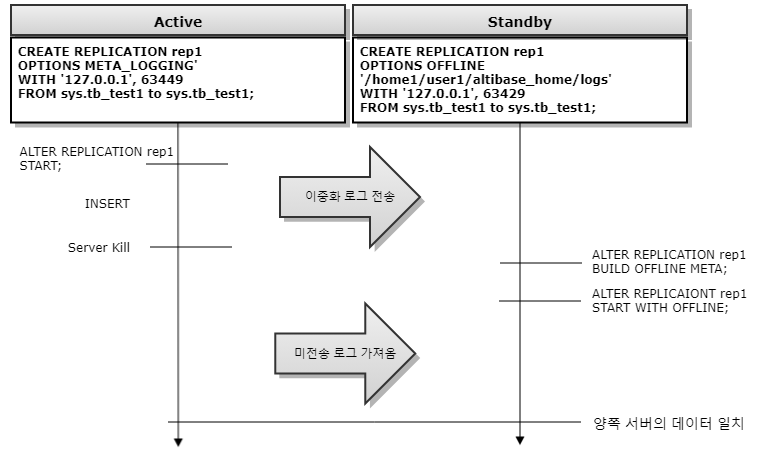 Active
CREATE REPLICATION rep1
OPTIONS META_LOGGING'
WITH '127.0.0.1', 63449
FROM sys.tb_test1 to sys.tb_test1;
Standby
CREATE REPLICATION rep1
OPTIONS OFFLINE
'/home1/user1/altibase_home/logs'
WITH '127.0.0.1', 63429
FROM sys.tb_test1 to sys.tb_test1;
ALTER REPLICATION rep1
START;
이중화 로그 전송
INSERT
Server Kill
ALTER REPLICATION rep1
BUILD OFFLINE META;
ALTER REPLICAIONT rep1
START WITH OFFLINE;
미전송 로그 가져옴
양쪽 서버의 데이터 일치